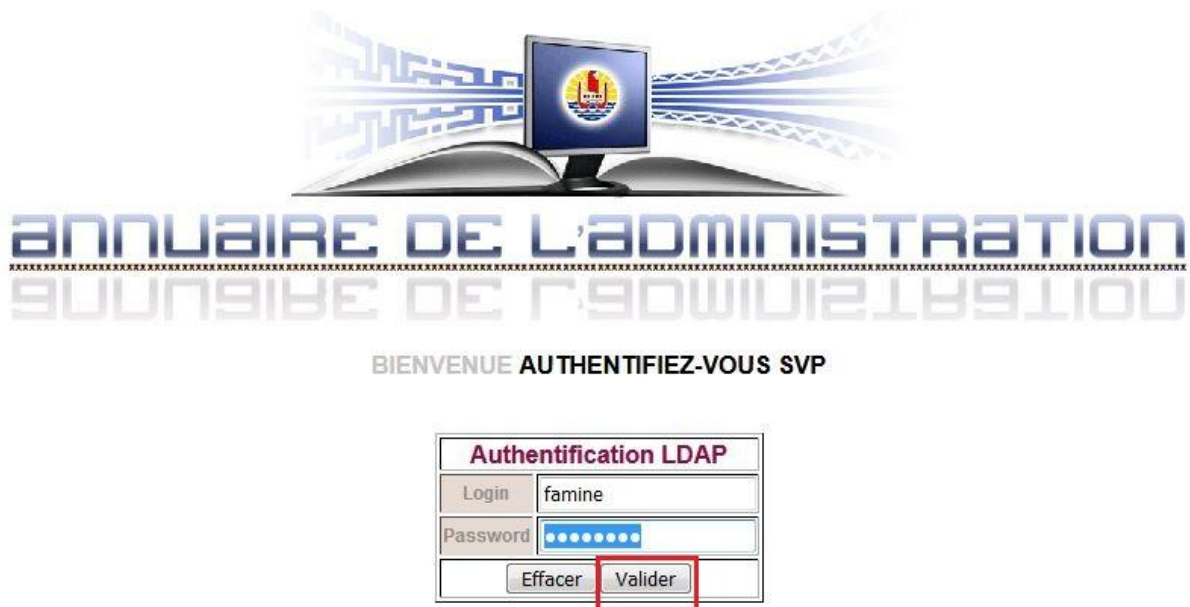 ANNUAIRE DE L'ADMINISTRATION
BIENVENUE AUTHENTIFIEZ-VOUS SVP
Authentification LDAP
Login famine
Password ●●●●●●●●
Effacer Valider